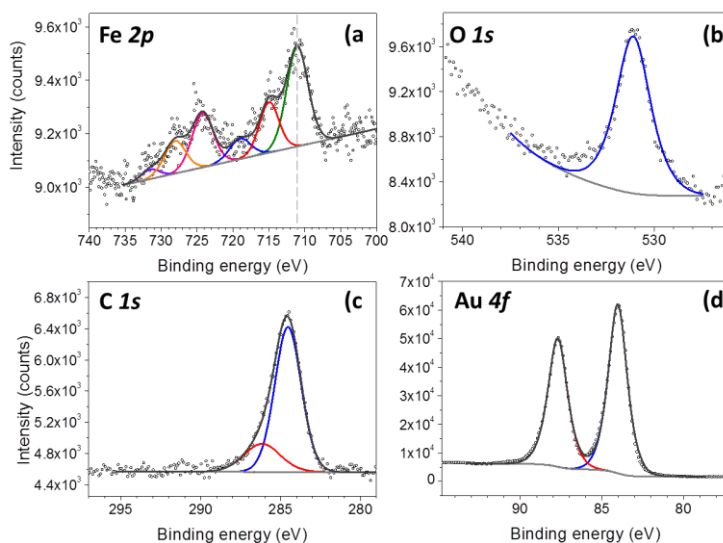 Fe 2p (a
9.6x10³
9.4x10³
9.2x10³
9.0x10³
Intensity (counts)
740 735 730 725 720 715 710 705 700
Binding energy (eV)
O 1s (b
9.6x10³
8.8x10³
8.4x10³
8.0x10³
540 535 530
Binding energy (eV)
C 1s (c
6.8x10³
6.4x10³
6.0x10³
5.6x10³
5.2x10³
4.8x10³
4.4x10³
Intensity (counts)
295 290 285 280
Binding energy (eV)
Au 4f (d
7x10⁴
6x10⁴
5x10⁴
4x10⁴
3x10⁴
2x10⁴
1x10⁴
0
90 85 80
Binding energy (eV)